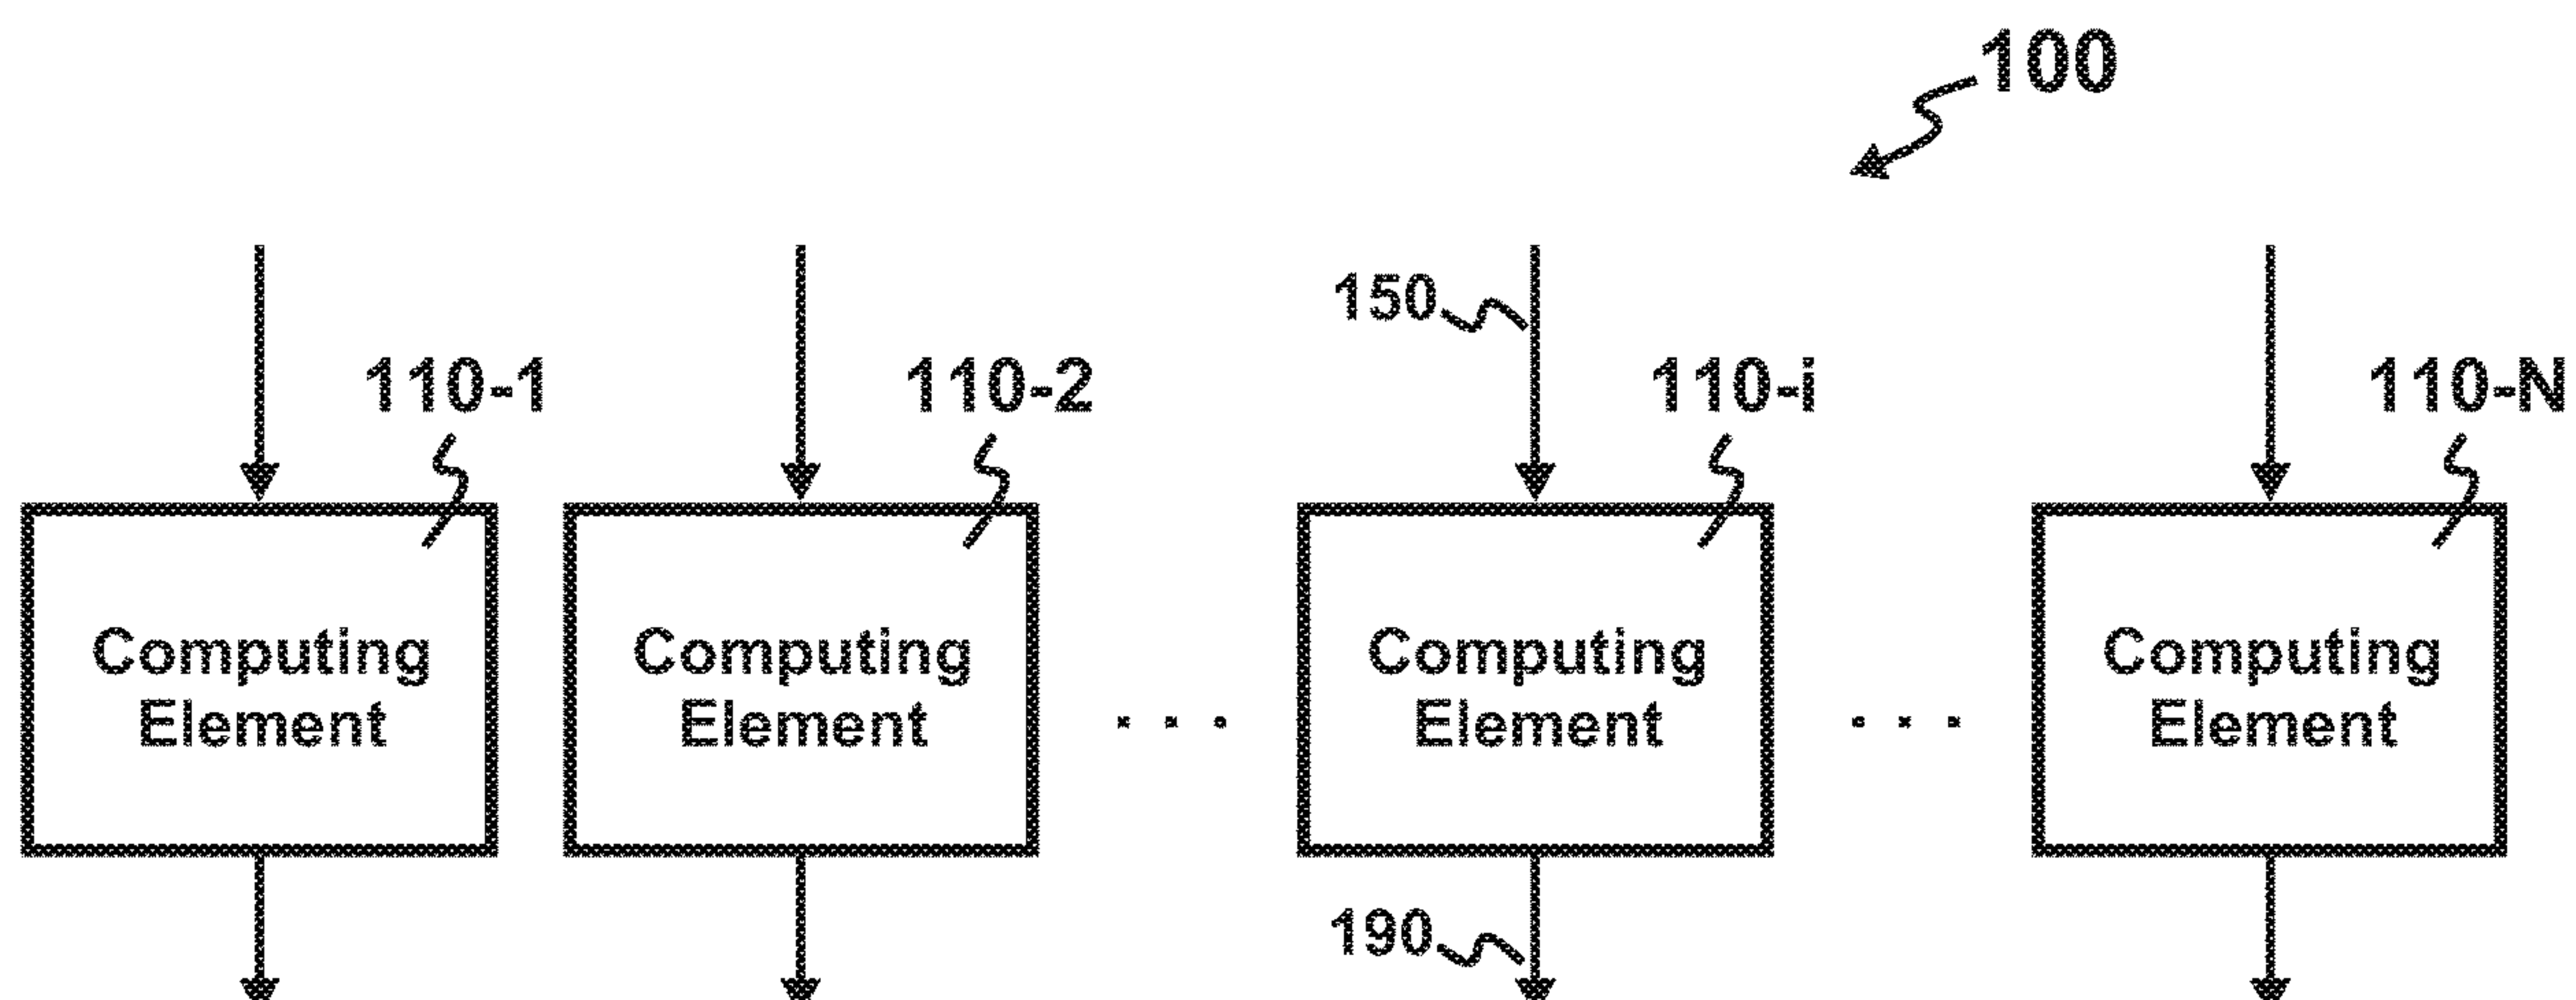 100
150
110-1
110-2
110-i
110-N
Computing
Element
Computing
Element
. . .
Computing
Element
. . .
Computing
Element
190